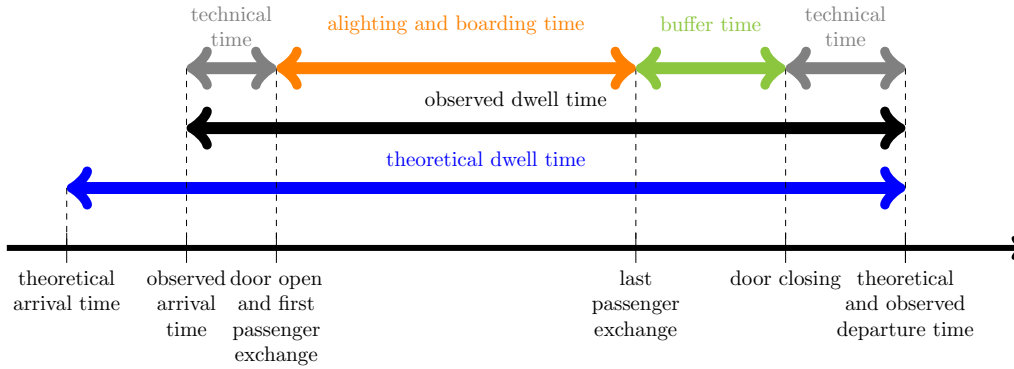 technical
time
alighting and boarding time
buffer time
technical
time
observed dwell time
theoretical dwell time
theoretical
arrival time
observed
arrival
time
door open
and first
passenger
exchange
last
passenger
exchange
door closing
theoretical
and observed
departure time